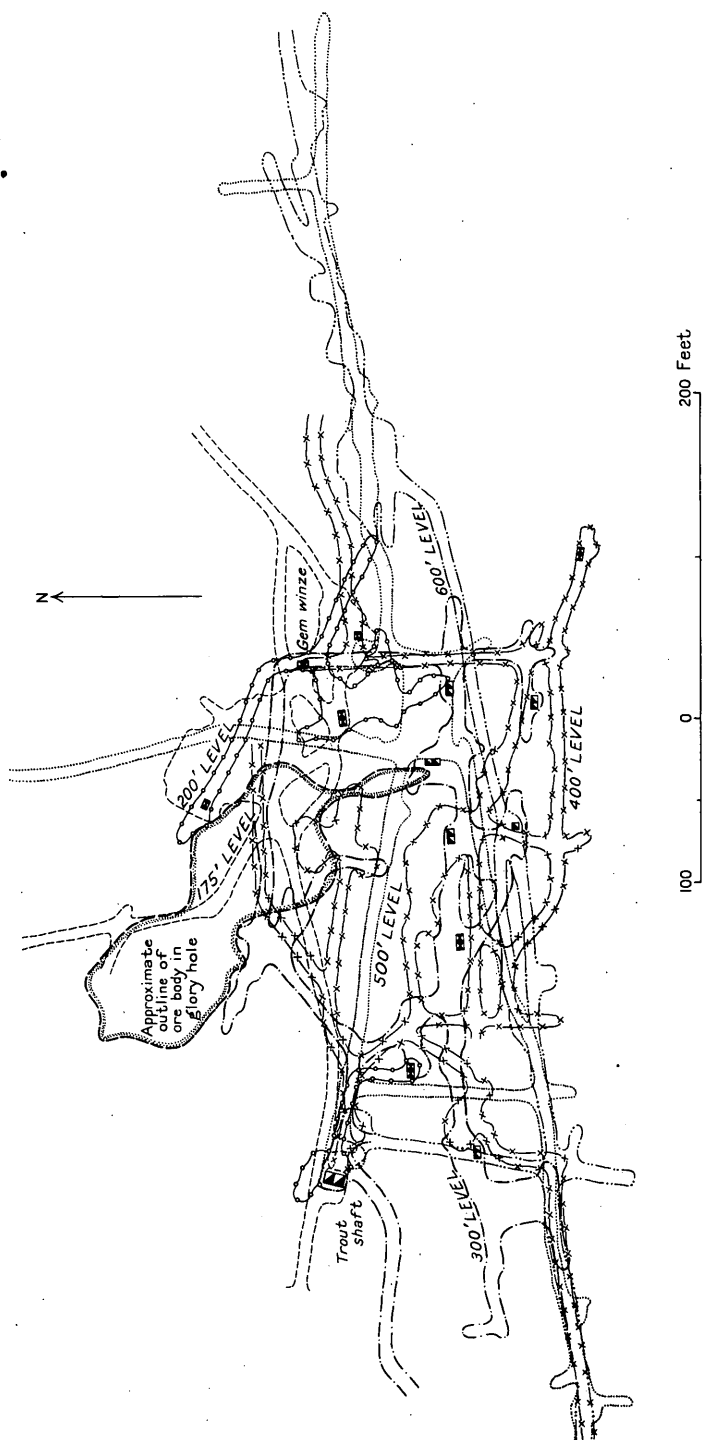 N
200' LEVEL
175' LEVEL
Gem winze
600' LEVEL
Approximate
outline of
ore body in
glory hole
500' LEVEL
400' LEVEL
Trout
shaft
300' LEVEL
100
0
200 Feet